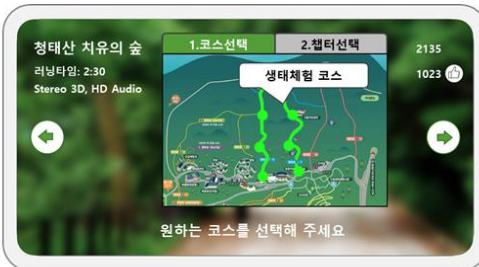 청태산 치유의 숲
러닝타임: 2:30
Stereo 3D, HD Audio
1.코스선택
2.챕터선택
생태체험 코스
2135
1023
원하는 코스를 선택해 주세요